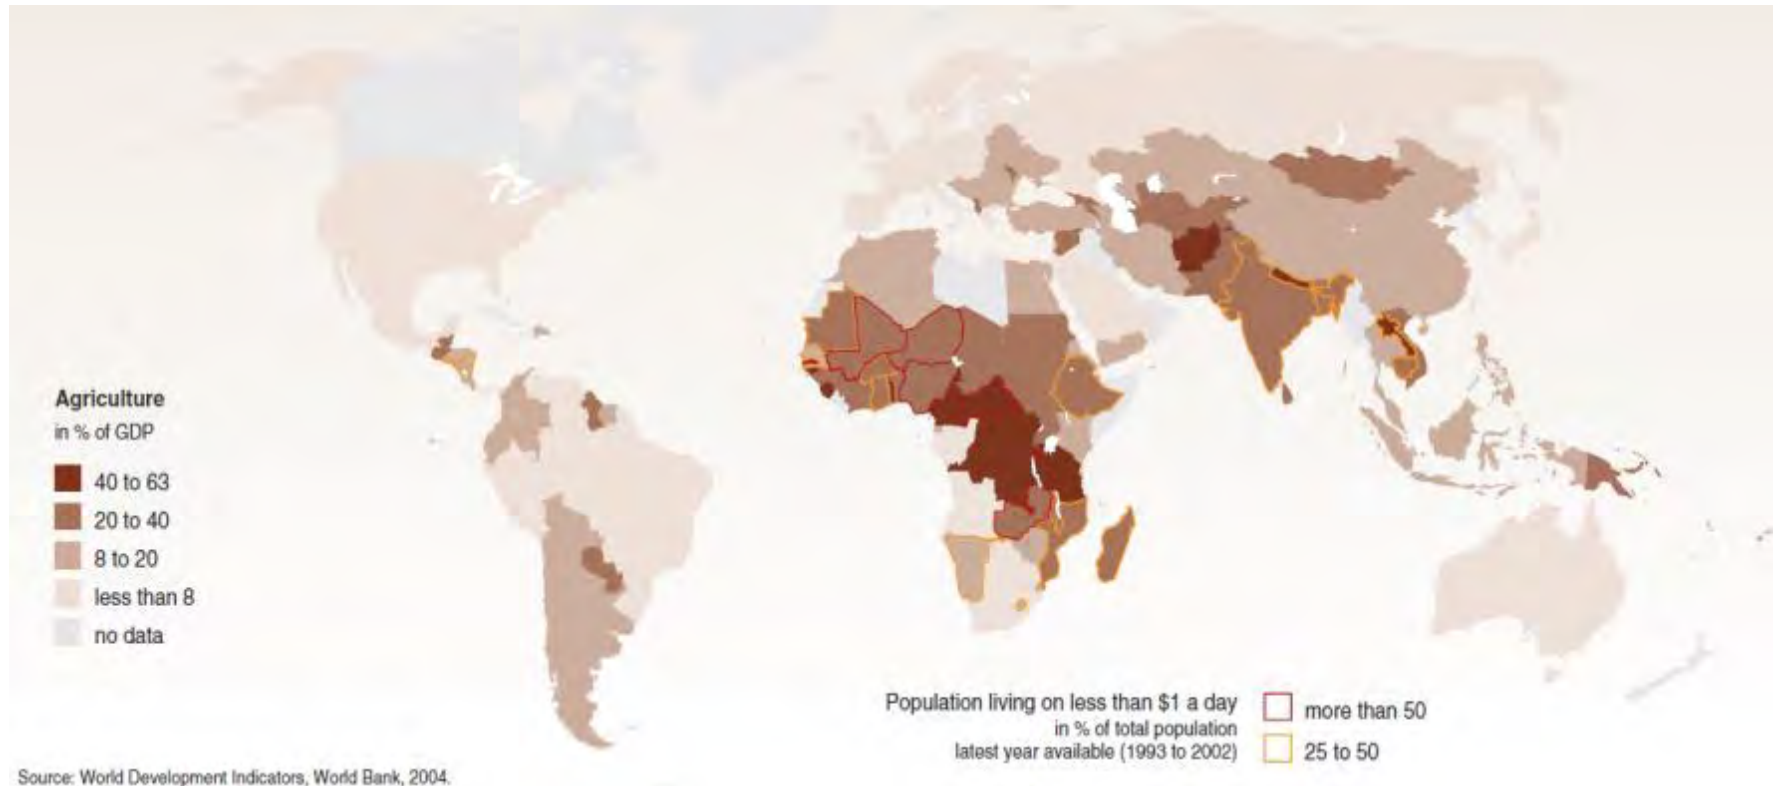 Agriculture
in % of GDP
40 to 63
20 to 40
8 to 20
less than 8
no data
Population living on less than $1 a day
in % of total population
latest year available (1993 to 2002)
more than 50
25 to 50
Source: World Development Indicators, World Bank, 2004.